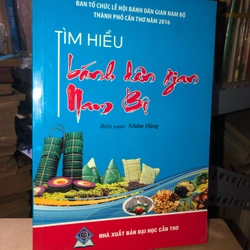 BAN TỔ CHỨC LỄ HỘI BÁNH DÂN GIAN NAM BỘ
THÀNH PHỐ CẦN THƠ NĂM 2016
TÌM HIỂU
bánh dân gian
Nam Bộ
Biên soạn: Nhâm Hùng
NHÀ XUẤT BẢN ĐẠI HỌC CẦN THƠ